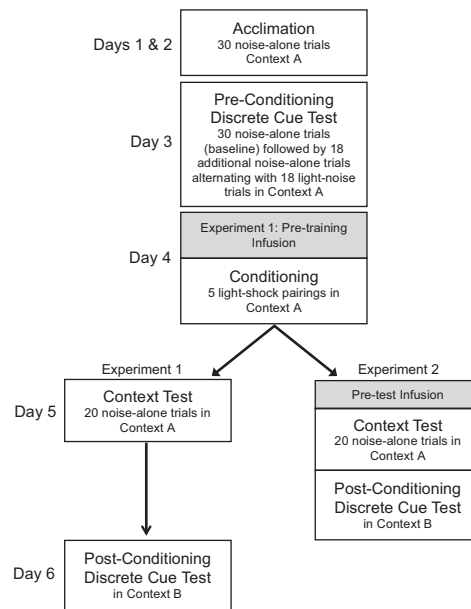 Days 1 & 2
Acclimation
30 noise-alone trials
Context A
Day 3
Pre-Conditioning
Discrete Cue Test
30 noise-alone trials
(baseline) followed by 18
additional noise-alone trials
alternating with 18 light-noise
trials in Context A
Day 4
Experiment 1: Pre-training
Infusion
Conditioning
5 light-shock pairings in
Context A
Experiment 1
Experiment 2
Day 5
Context Test
20 noise-alone trials in
Context A
Pre-test Infusion
Context Test
20 noise-alone trials in
Context A
Post-Conditioning
Discrete Cue Test
in Context B
Day 6
Post-Conditioning
Discrete Cue Test
in Context B